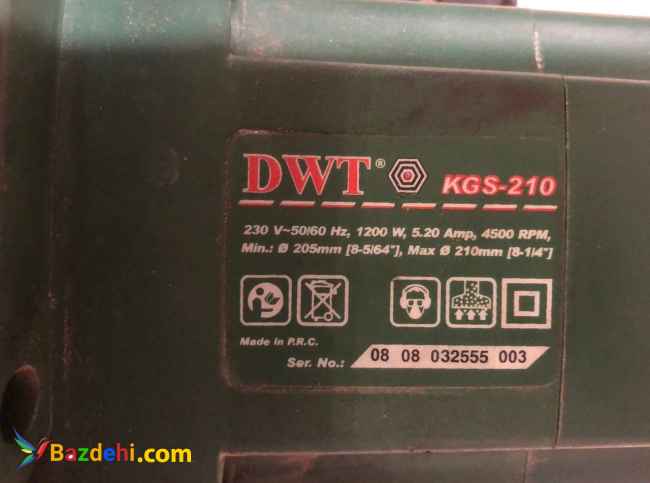 DWT® KGS-210
230 V~50/60 Hz, 1200 W, 5.20 Amp, 4500 RPM,
Min.: Ø 205mm [8-5/64"], Max Ø 210mm [8-1/4"]
Made in P.R.C.
Ser. No.: 08 08 032555 003
Bazdehi.com